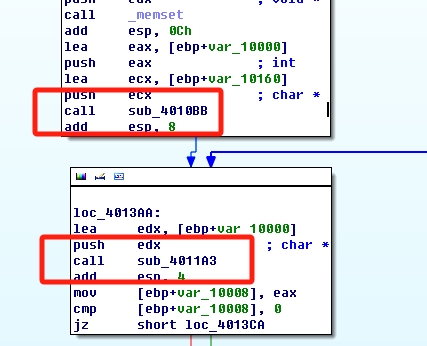 push    eax             ; void *
call    _memset
add     esp, 0Ch
lea     eax, [ebp+var_10000]
push    eax             ; int
lea     ecx, [ebp+var_10160]
push    ecx             ; char *
call    sub_4010BB
add     esp, 8
loc_4013AA:
lea     edx, [ebp+var_10000]
push    edx             ; char *
call    sub_4011A3
add     esp, 4
mov     [ebp+var_10008], eax
cmp     [ebp+var_10008], 0
jz      short loc_4013CA